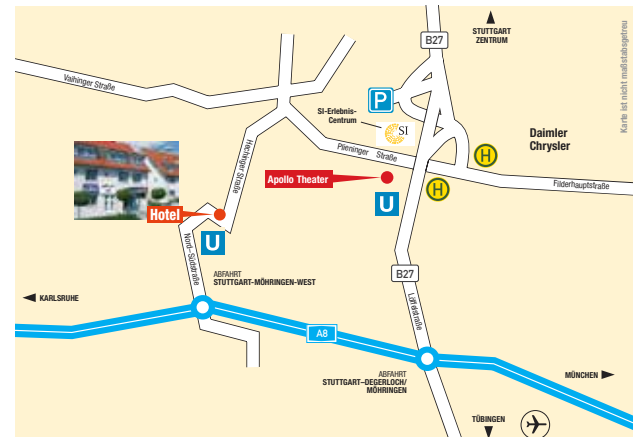 STUTTGART
ZENTRUM
B27
Karte ist nicht maßstabsgetreu
Vaihinger Straße
P
SI-Erlebnis-
Centrum
SI
Daimler
Chrysler
Plieninger Straße
Hechinger Straße
H
H
Apollo Theater
Filderhauptstraße
U
Hotel
U
Nord-Südstraße
ABFAHRT
STUTTGART-MÖHRINGEN-WEST
B27
Löffelstraße
KARLSRUHE
A8
ABFAHRT
STUTTGART–DEGERLOCH/
MÖHRINGEN
MÜNCHEN
TÜBINGEN